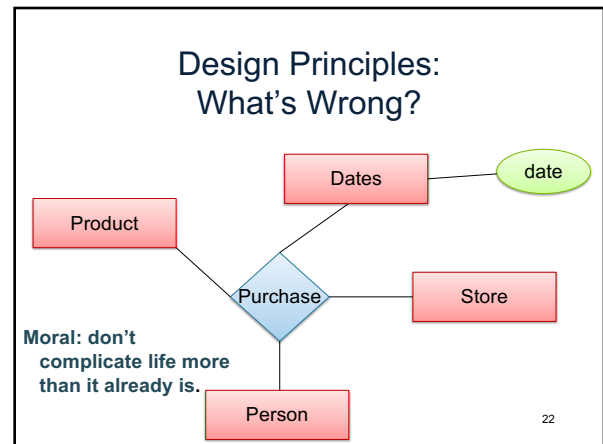 Design Principles:
What's Wrong?
Dates
date
Product
Purchase
Store
Moral: don't
complicate life more
than it already is.
Person
22